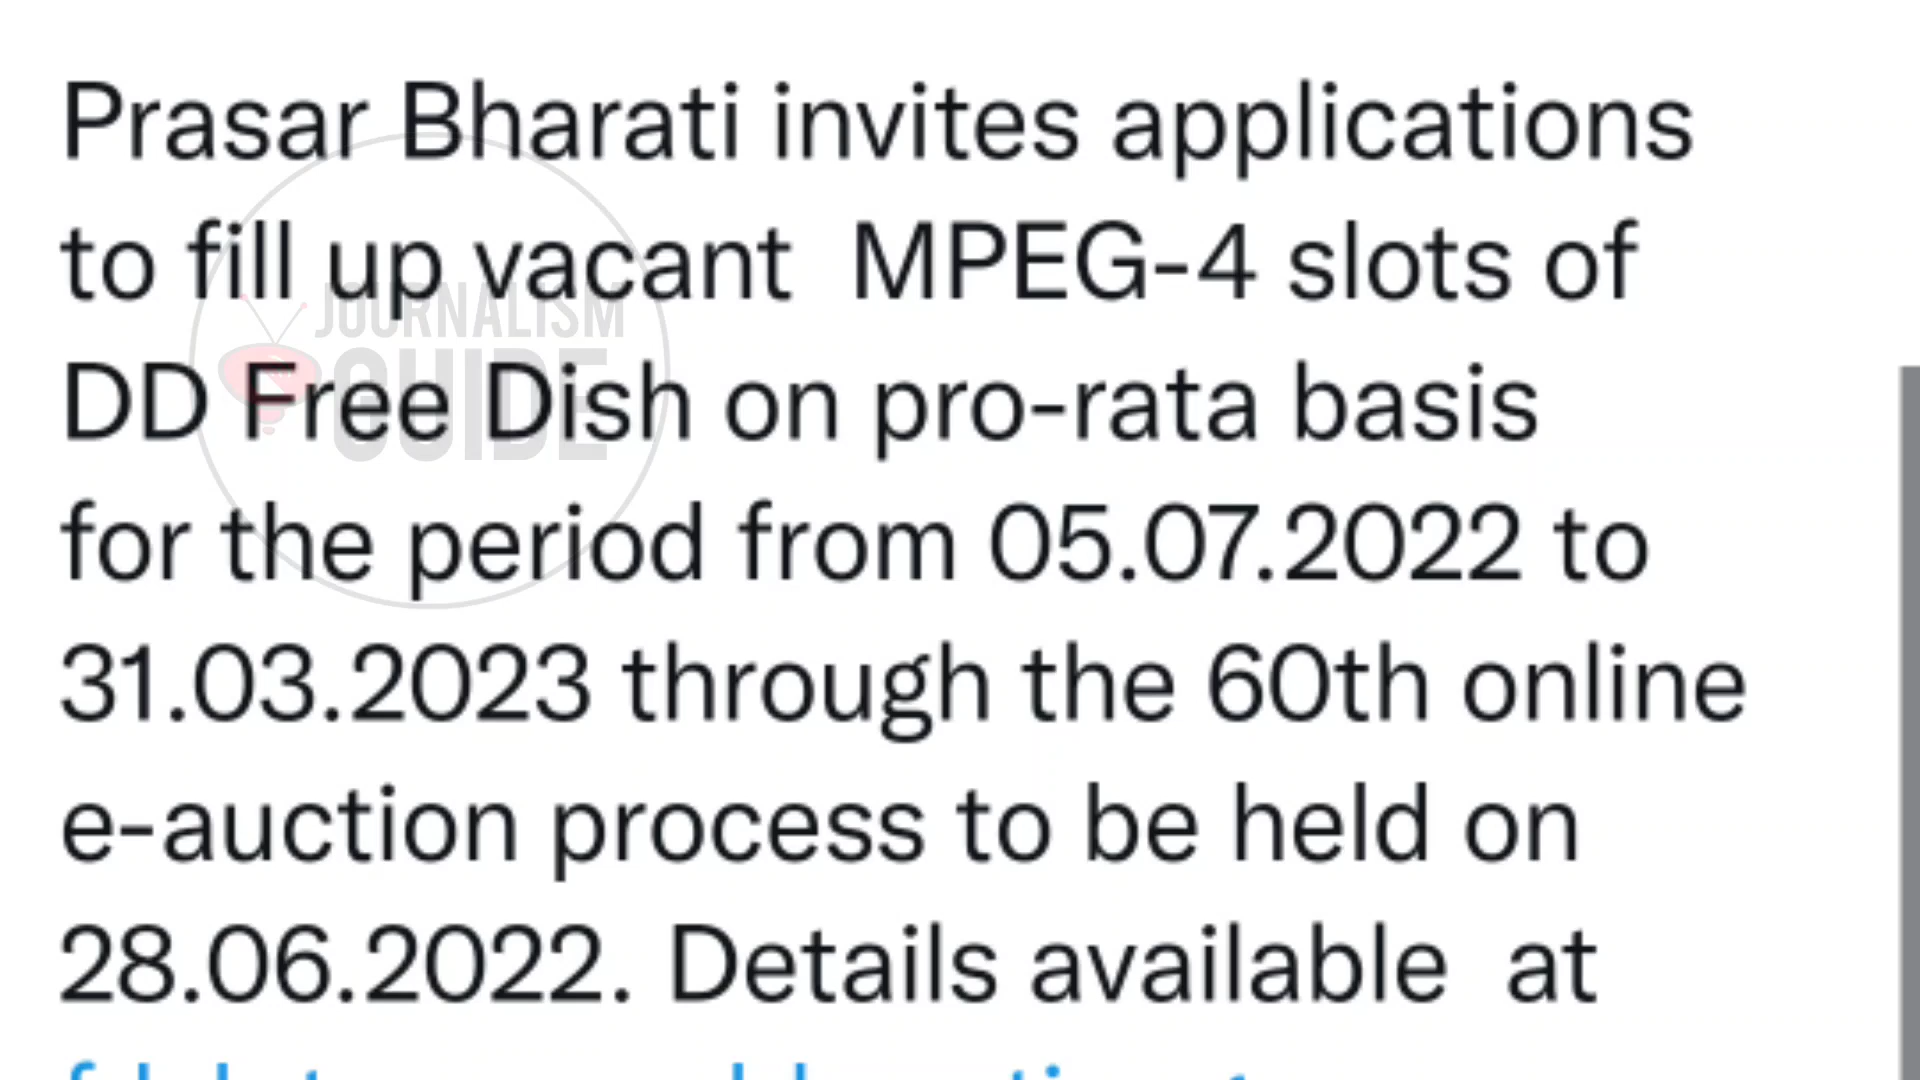 Prasar Bharati invites applications
to fill up vacant MPEG-4 slots of
JOURNALISM
GUIDE
DD Free Dish on pro-rata basis
for the period from 05.07.2022 to
31.03.2023 through the 60th online
e-auction process to be held on
28.06.2022. Details available at